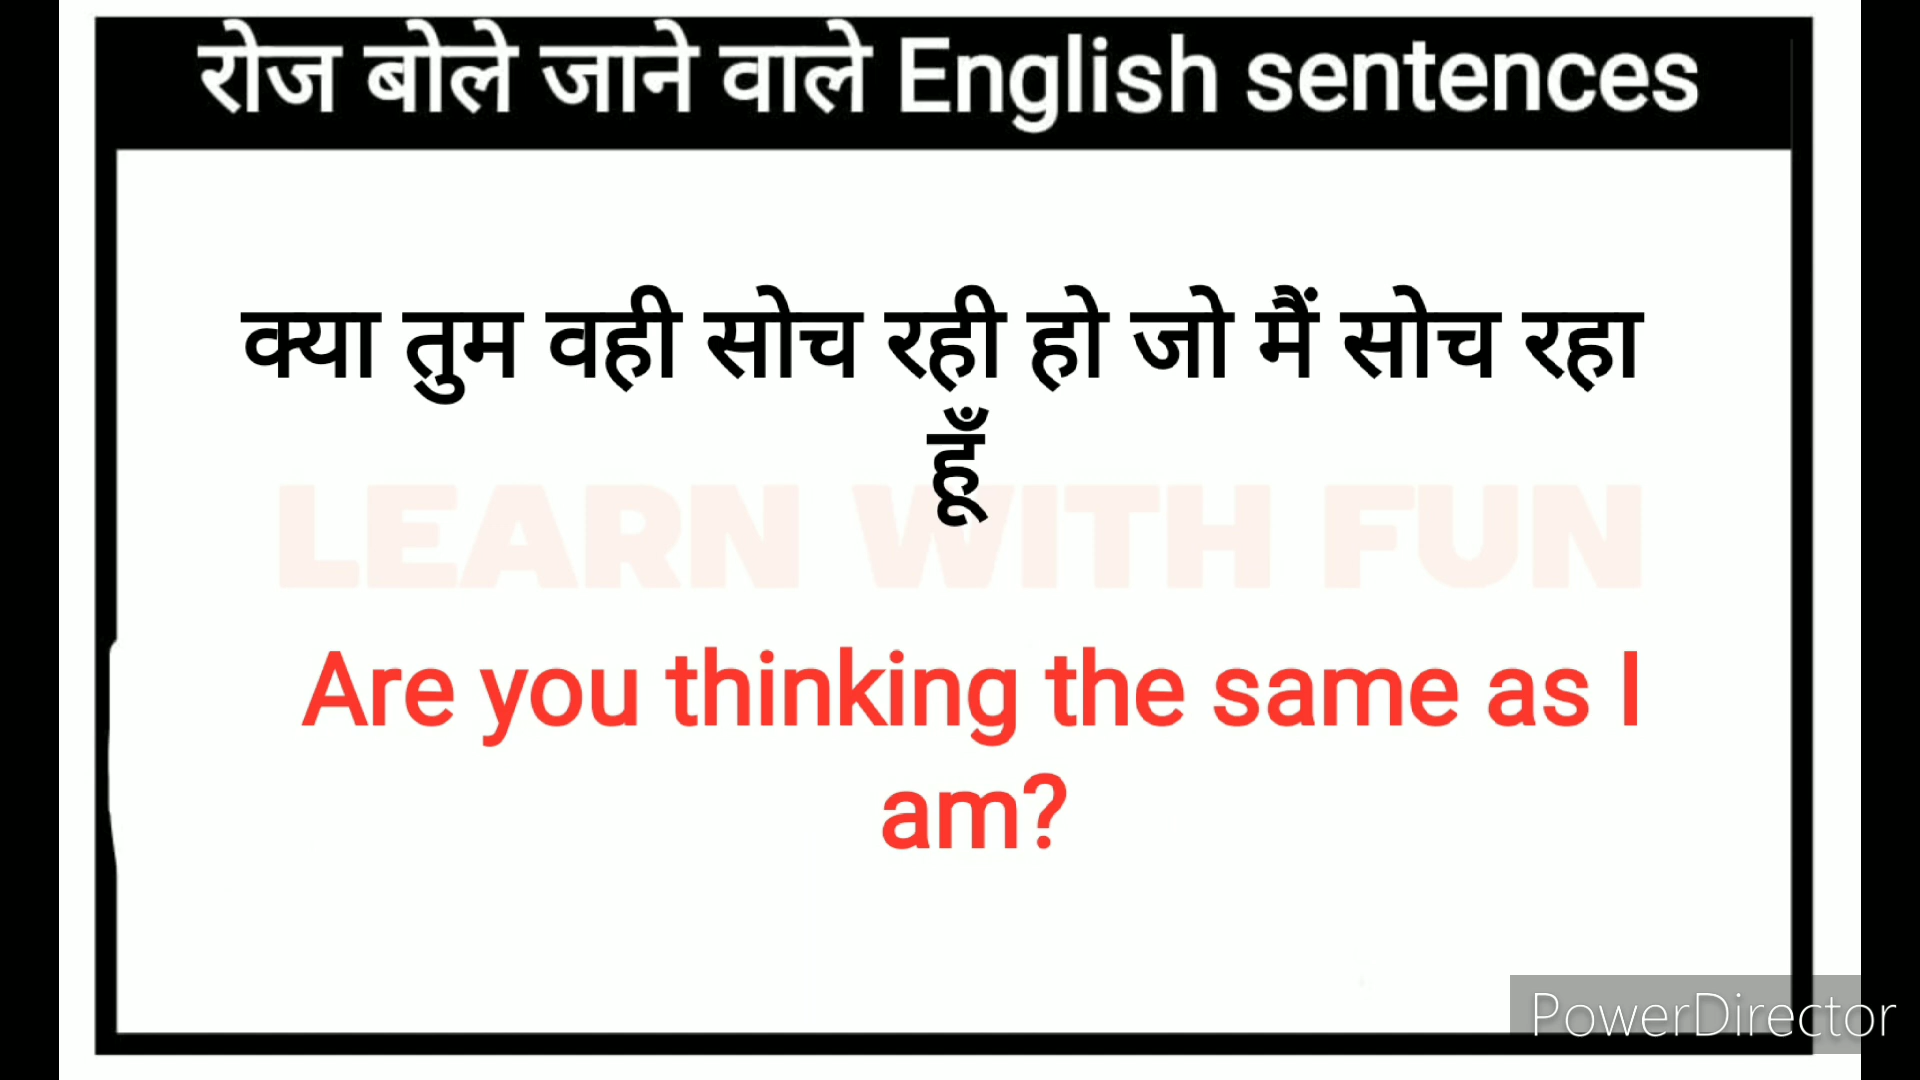 रोज बोले जाने वाले English sentences
क्या तुम वही सोच रही हो जो मैं सोच रहा
हूँ
LEARN WITH FUN
Are you thinking the same as I
am?
PowerDirector